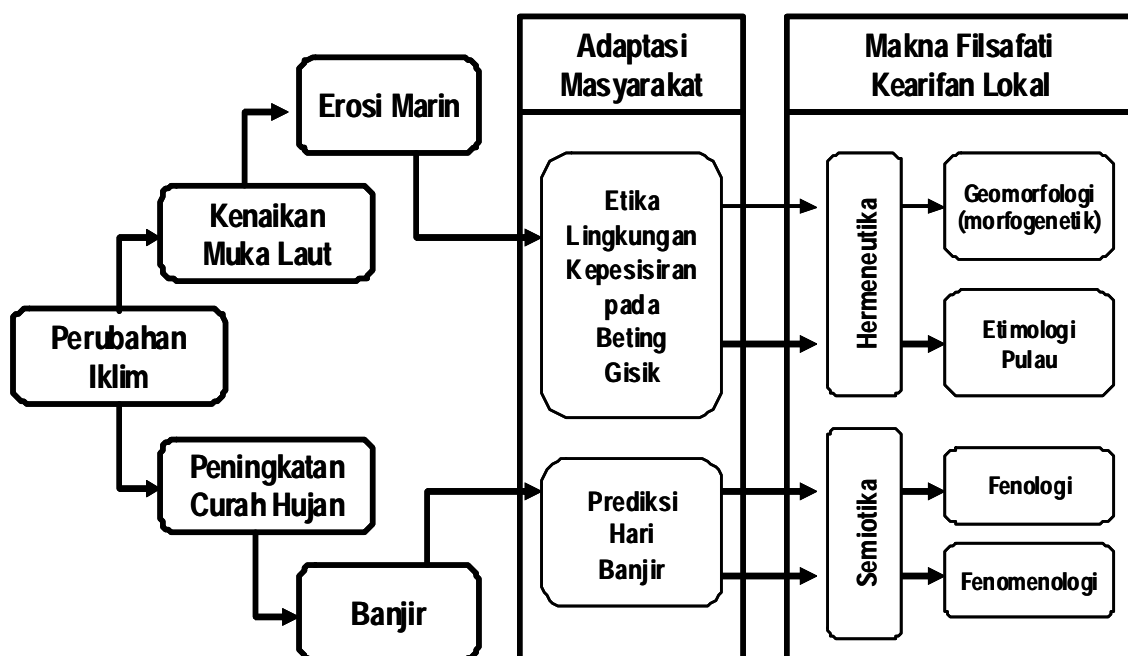 Adaptasi
Masyarakat
Makna Filsafati
Kearifan Lokal
Erosi Marin
Kenaikan
Muka Laut
Perubahan
Iklim
Peningkatan
Curah Hujan
Banjir
Etika
Lingkungan
Kepesisiran
pada
Beting
Gisik
Prediksi
Hari
Banjir
Hermeneutika
Geomorfologi
(morfogenetik)
Etimologi
Pulau
Semiotika
Fenologi
Fenomenologi